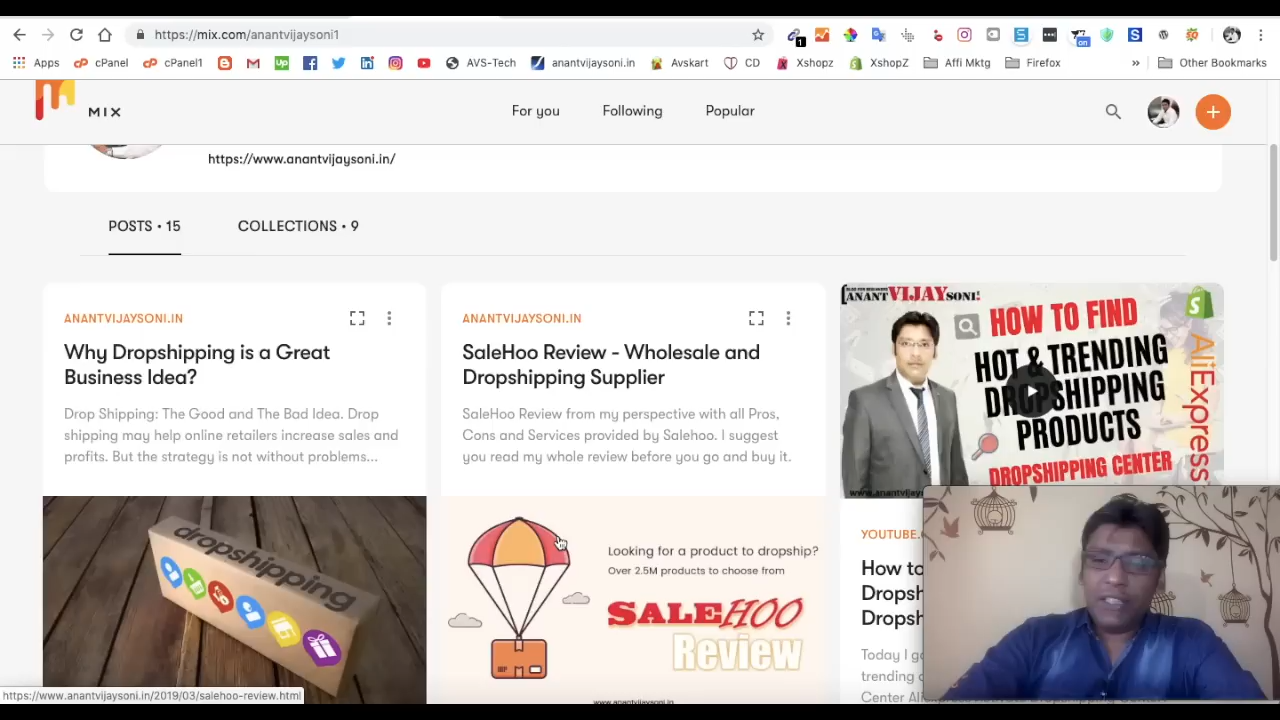 https://mix.com/anantvijaysoni1
1
on
Apps
cPanel
cPanel1
AVS-Tech
anantvijaysoni.in
Avskart
CD
Xshopz
XshopZ
Affi Mktg
Firefox
»
Other Bookmarks
MIX
For you
Following
Popular
https://www.anantvijaysoni.in/
POSTS • 15
COLLECTIONS • 9
ANANTVIJAYSONI.IN
Why Dropshipping is a Great
Business Idea?
Drop Shipping: The Good and The Bad Idea. Drop
shipping may help online retailers increase sales and
profits. But the strategy is not without problems...
dropshipping
ANANTVIJAYSONI.IN
SaleHoo Review - Wholesale and
Dropshipping Supplier
SaleHoo Review from my perspective with all Pros,
Cons and Services provided by Salehoo. I suggest
you read my whole review before you go and buy it.
Looking for a product to dropship?
Over 2.5M products to choose from
SALEHOO
Review
www.anantvijaysoni.in
ANANTVIJAYSONI!
HOW TO FIND
HOT & TRENDING
DROPSHIPPING
PRODUCTS
DROPSHIPPING CENTER
AliExpress
YOUTUBE.
How to
Dropsh
Dropsh
Today I g
trending
Center
https://www.anantvijaysoni.in/2019/03/salehoo-review.html